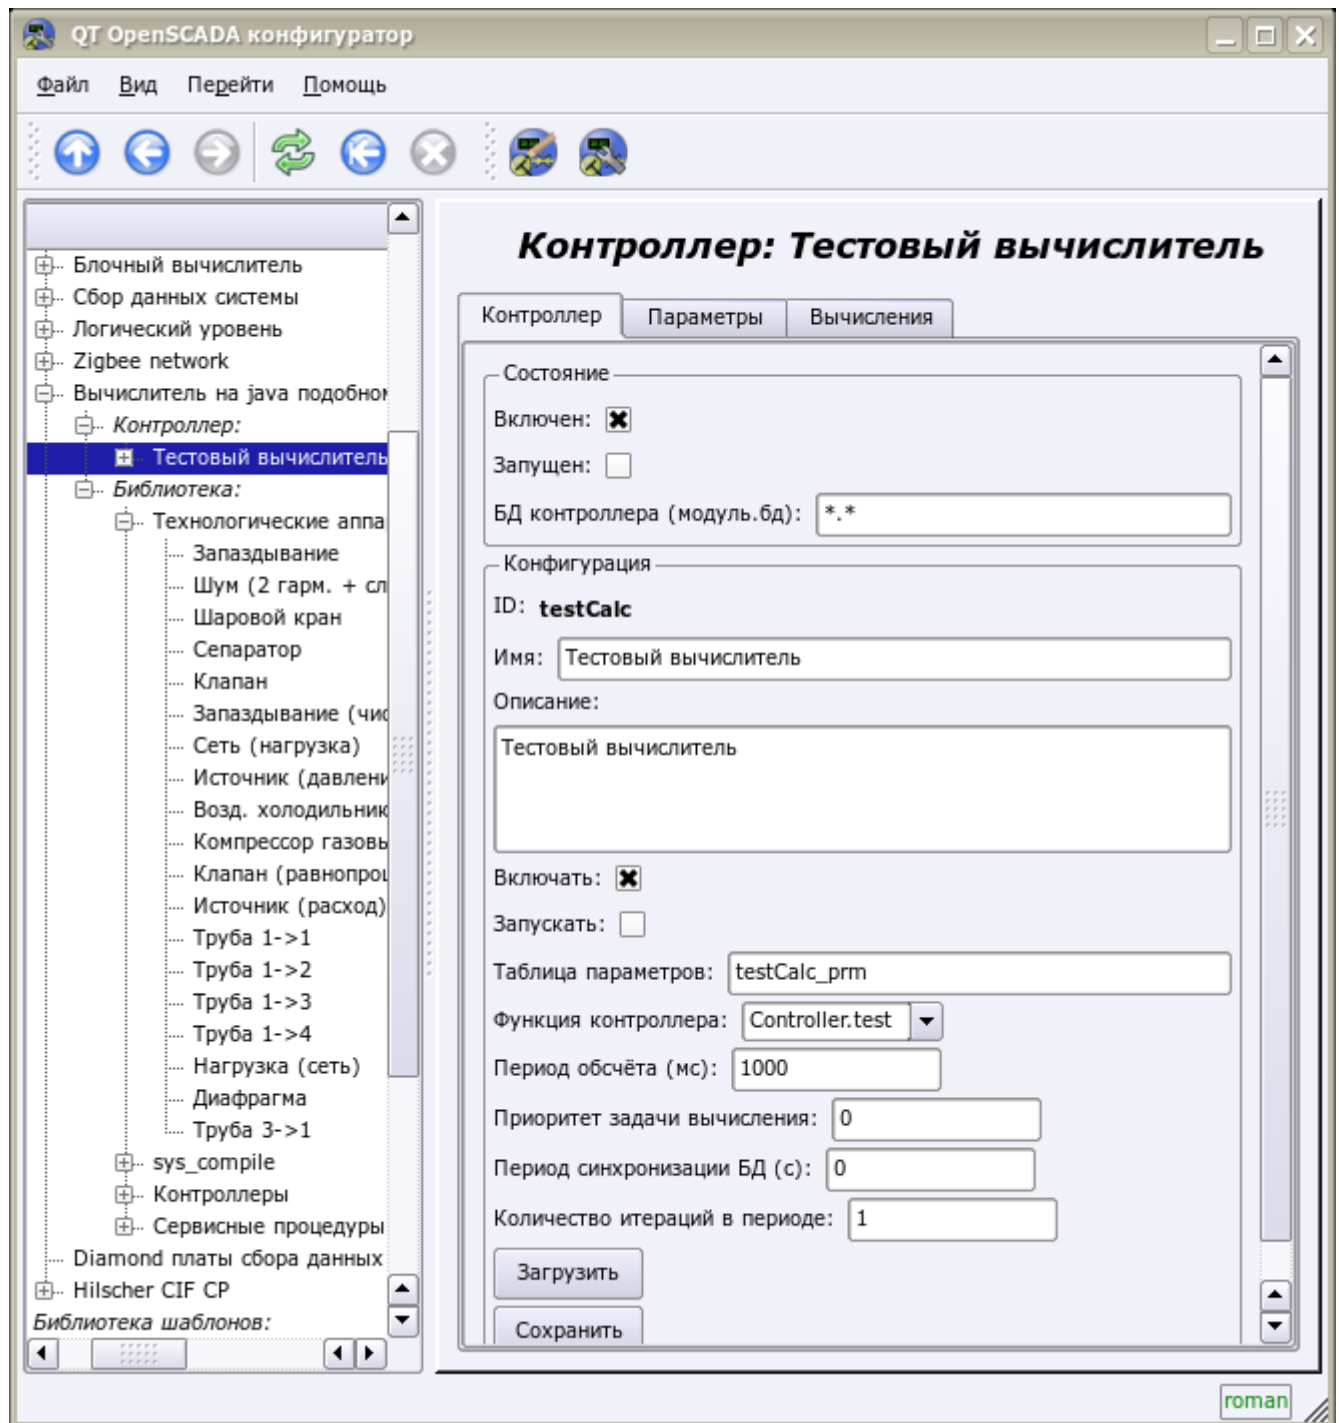 QT OpenSCADA конфигуратор
Файл Вид Перейти Помощь
Блочный вычислитель
Сбор данных системы
Логический уровень
Zigbee network
Вычислитель на java подобном
Контроллер:
Тестовый вычислитель
Библиотека:
Технологические аппа
Запаздывание
Шум (2 гарм. + сл
Шаровой кран
Сепаратор
Клапан
Запаздывание (чис
Сеть (нагрузка)
Источник (давлени
Возд. холодильник
Компрессор газовы
Клапан (равнопроц
Источник (расход)
Труба 1->1
Труба 1->2
Труба 1->3
Труба 1->4
Нагрузка (сеть)
Диафрагма
Труба 3->1
sys_compile
Контроллеры
Сервисные процедуры
Diamond платы сбора данных
Hilscher CIF CP
Библиотека шаблонов:
Контроллер: Тестовый вычислитель
Контроллер Параметры Вычисления
Состояние
Включен:
Запущен:
БД контроллера (модуль.бд): *.*
Конфигурация
ID: testCalc
Имя: Тестовый вычислитель
Описание:
Тестовый вычислитель
Включать:
Запускать:
Таблица параметров: testCalc_prm
Функция контроллера: Controller.test
Период обсчёта (мс): 1000
Приоритет задачи вычисления: 0
Период синхронизации БД (с): 0
Количество итераций в периоде: 1
Загрузить
Сохранить
roman